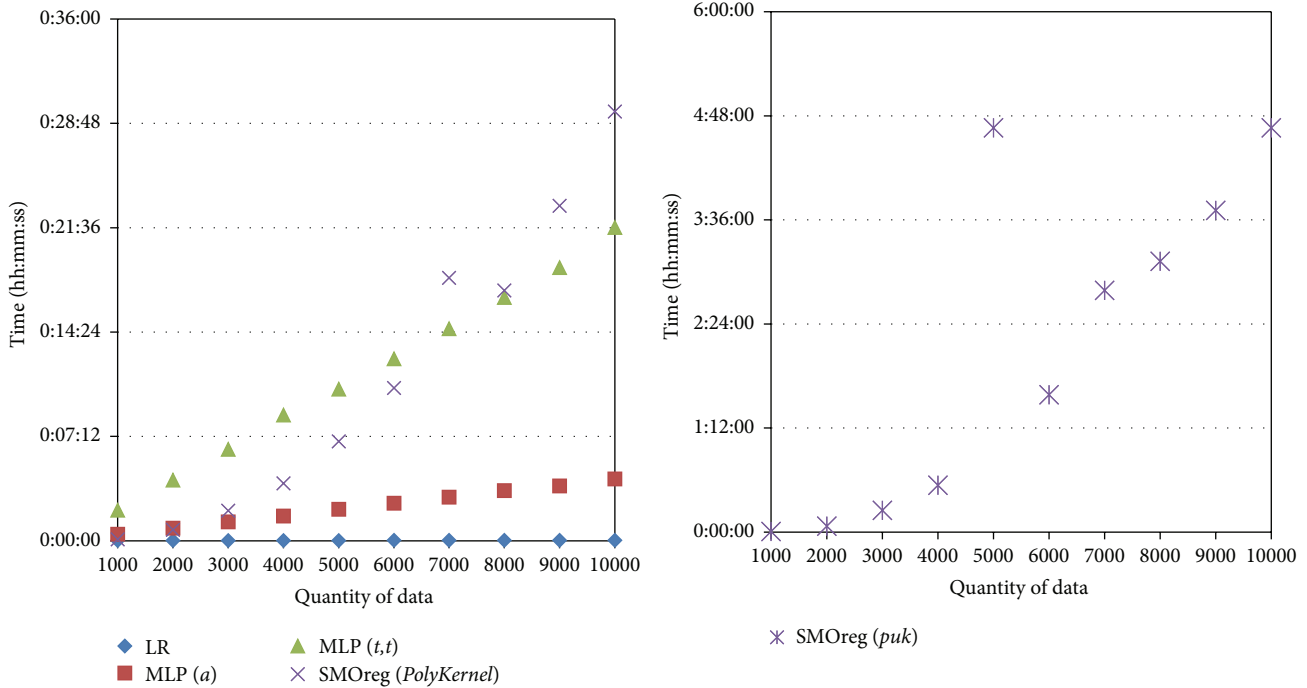 0:36:00
0:28:48
0:21:36
0:14:24
0:07:12
0:00:00
Time (hh:mm:ss)
1000 2000 3000 4000 5000 6000 7000 8000 9000 10000
Quantity of data
LR
MLP (t,t)
MLP (a)
SMOreg (PolyKernel)
6:00:00
4:48:00
3:36:00
2:24:00
1:12:00
0:00:00
Time (hh:mm:ss)
1000 2000 3000 4000 5000 6000 7000 8000 9000 10000
Quantity of data
SMOreg (puk)